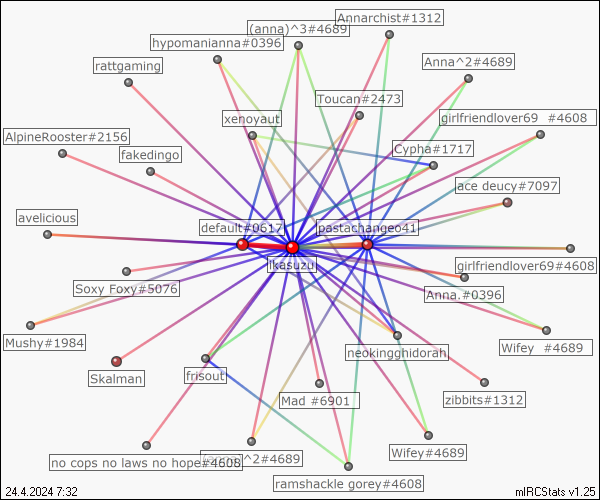 Annarchist#1312
(anna)^3#4689
hypomanianna#0396
rattgaming
Anna^2#4689
Toucan#2473
xenoyaut
girlfriendlover69 #4608
AlpineRooster#2156
fakedingo
Cypha#1717
ace deucy#7097
avelicious
default#0617
pastachangeo41
ikasuzu
girlfriendlover69#4608
Soxy Foxy#5076
Anna.#0396
Mushy#1984
neokingghidorah
Wifey #4689
Skalman
frisout
Mad #6901
zibbits#1312
Wifey#4689
no cops no laws no hope#4608
^2#4689
ramshackle gorey#4608
24.4.2024 7:32
mIRCStats v1.25